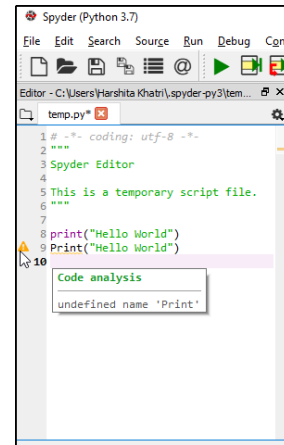 Spyder (Python 3.7)
File Edit Search Source Run Debug Con
Editor - C:\Users\Harshita Khatri\.spyder-py3\tem...
temp.py*
1 # -*- coding: utf-8 -*-
2 """
3 Spyder Editor
4
5 This is a temporary script file.
6 """
7
8 print("Hello World")
9 Print("Hello World")
10
Code analysis
undefined name 'Print'